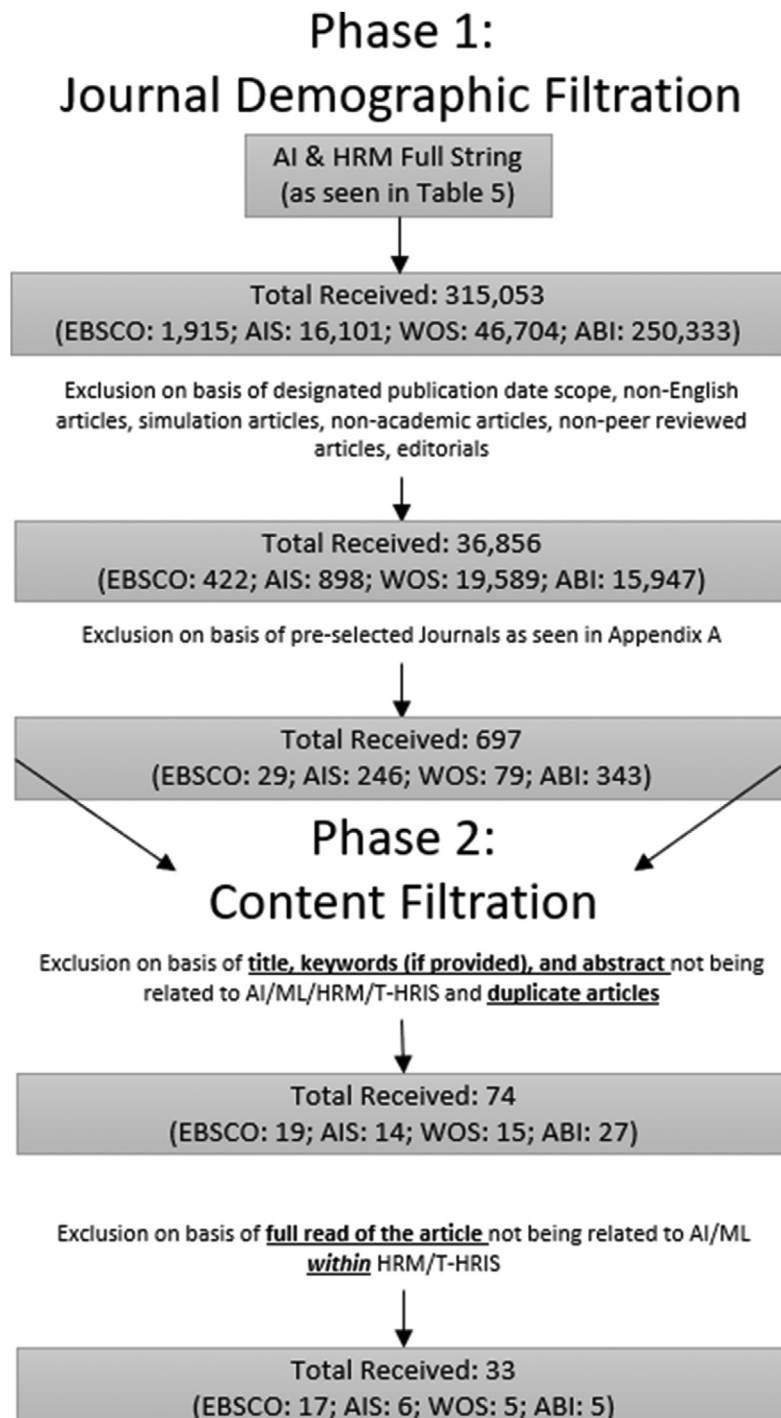 Phase 1:
Journal Demographic Filtration
AI & HRM Full String
(as seen in Table 5)
Total Received: 315,053
(EBSCO: 1,915; AIS: 16,101; WOS: 46,704; ABI: 250,333)
Exclusion on basis of designated publication date scope, non-English
articles, simulation articles, non-academic articles, non-peer reviewed
articles, editorials
Total Received: 36,856
(EBSCO: 422; AIS: 898; WOS: 19,589; ABI: 15,947)
Exclusion on basis of pre-selected Journals as seen in Appendix A
Total Received: 697
(EBSCO: 29; AIS: 246; WOS: 79; ABI: 343)
Phase 2:
Content Filtration
Exclusion on basis of title, keywords (if provided), and abstract not being
related to AI/ML/HRM/T-HRIS and duplicate articles
Total Received: 74
(EBSCO: 19; AIS: 14; WOS: 15; ABI: 27)
Exclusion on basis of full read of the article not being related to AI/ML
within HRM/T-HRIS
Total Received: 33
(EBSCO: 17; AIS: 6; WOS: 5; ABI: 5)